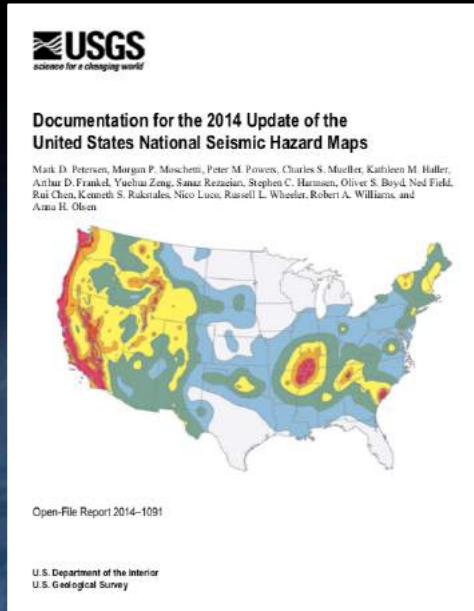 USGS
science for a changing world
Documentation for the 2014 Update of the
United States National Seismic Hazard Maps
Mark D. Petersen, Morgan P. Moschetti, Peter M. Powers, Charles S. Mueller, Kathleen M. Haller,
Arthur D. Frankel, Yuehua Zeng, Sanaz Rezaeian, Stephen C. Harmsen, Oliver S. Boyd, Ned Field,
Rui Chen, Kenneth S. Rukstales, Nico Luco, Russell L. Wheeler, Robert A. Williams, and
Anna H. Olsen
Open-File Report 2014–1091
U.S. Department of the Interior
U.S. Geological Survey